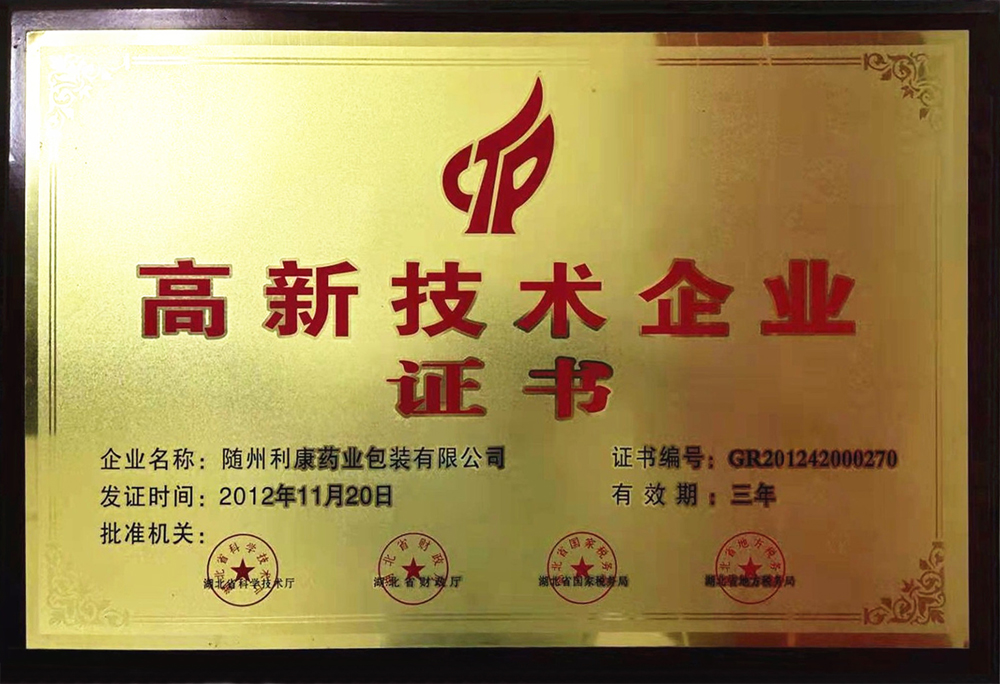 CTP
高新技术企业
证书
企业名称：随州利康药业包装有限公司 证书编号：GR201242000270
发证时间：2012年11月20日 有效期：三年
批准机关：
湖北省科学技术厅 湖北省财政厅 湖北省国家税务局 湖北省地方税务局